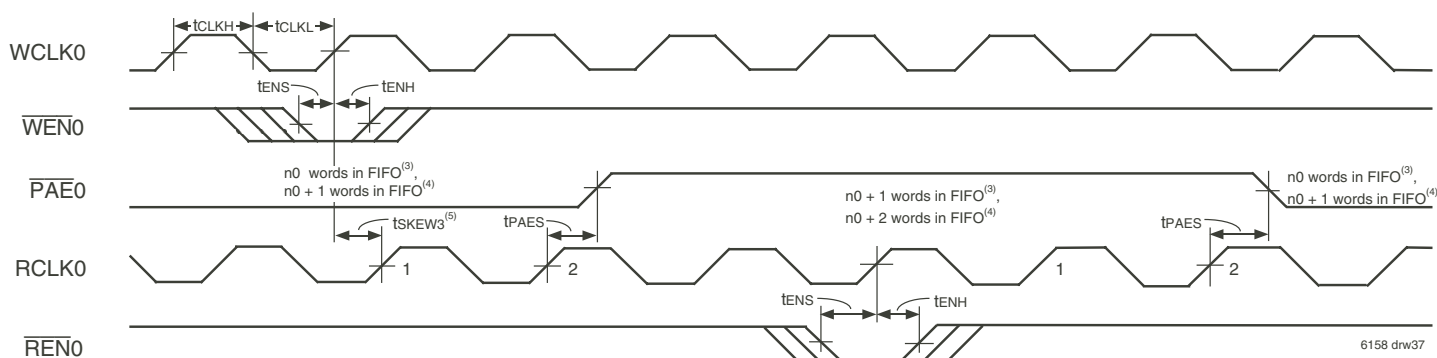 tCLKH
tCLKL
WCLK0
tENS
tENH
WEN0
n0 words in FIFO(3),
n0 + 1 words in FIFO(4)
PAE0
n0 + 1 words in FIFO(3),
n0 + 2 words in FIFO(4)
n0 words in FIFO(3),
n0 + 1 words in FIFO(4)
tSKEW3(5)
tPAES
tPAES
RCLK0
1
2
1
2
tENS
tENH
REN0
6158 drw37